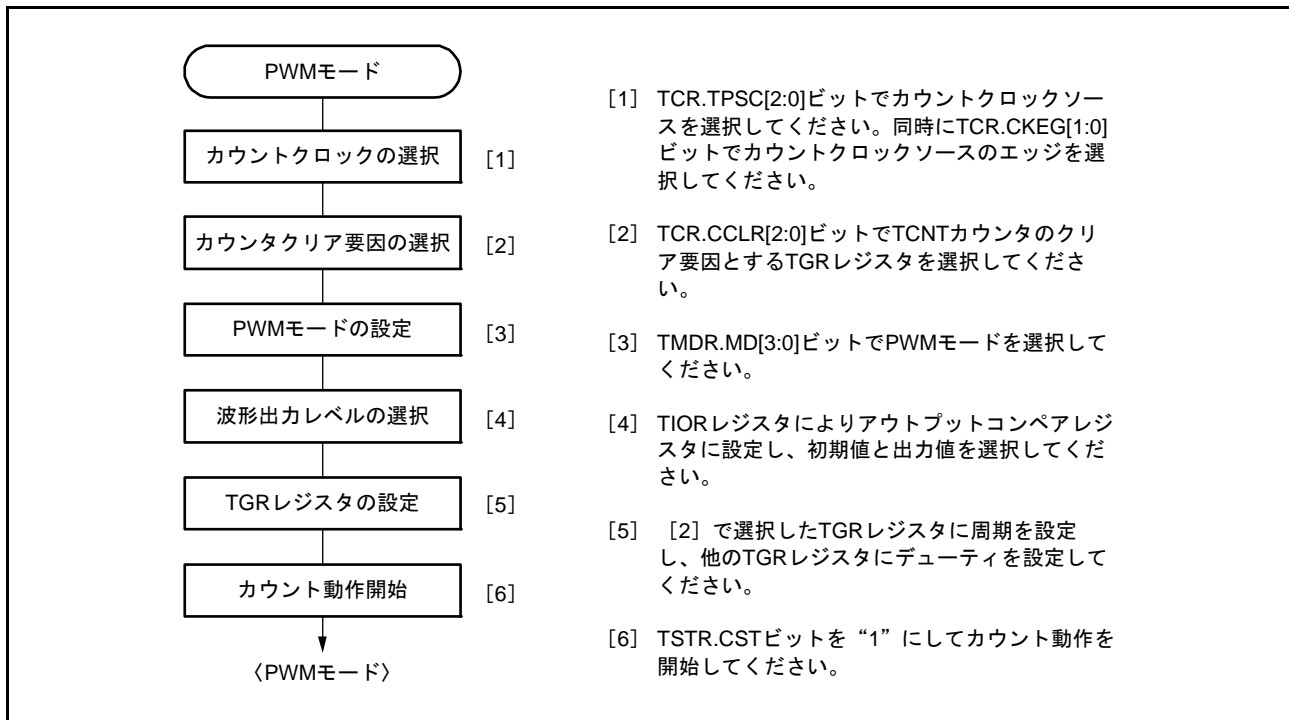 PWMモード
カウントクロックの選択 [1]
カウンタクリア要因の選択 [2]
PWMモードの設定 [3]
波形出力レベルの選択 [4]
TGRレジスタの設定 [5]
カウント動作開始 [6]
〈PWMモード〉
[1] TCR.TPSC[2:0]ビットでカウントクロックソー
スを選択してください。同時にTCR.CKEG[1:0]
ビットでカウントクロックソースのエッジを選
択してください。
[2] TCR.CCLR[2:0]ビットでTCNTカウンタのクリ
ア要因とするTGRレジスタを選択してくださ
い。
[3] TMDR.MD[3:0]ビットでPWMモードを選択して
ください。
[4] TIORレジスタによりアウトプットコンペアレジ
スタに設定し、初期値と出力値を選択してくだ
さい。
[5] [2]で選択したTGRレジスタに周期を設定
し、他のTGRレジスタにデューティを設定して
ください。
[6] TSTR.CSTビットを“1”にしてカウント動作を
開始してください。